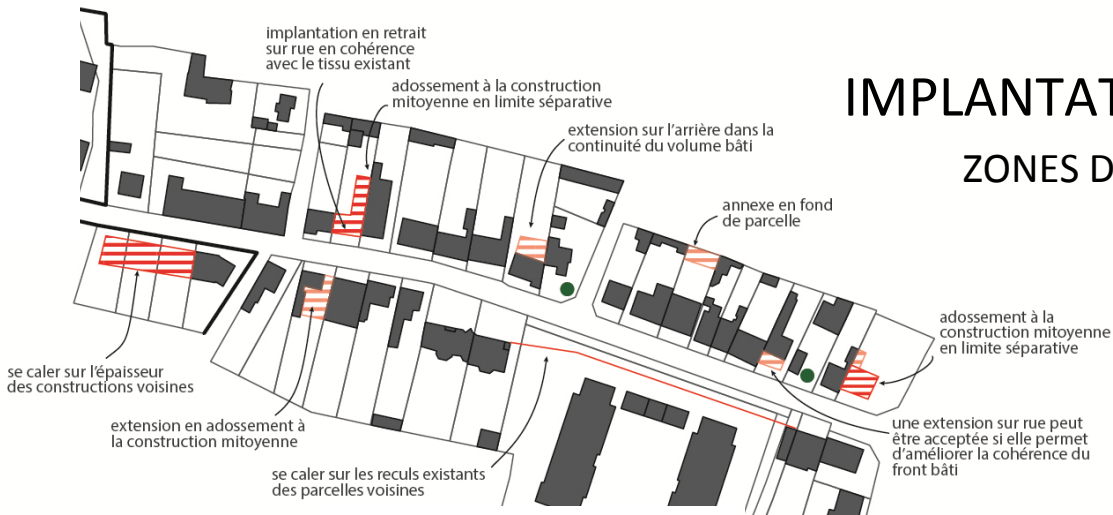 implantation en retrait
sur rue en cohérence
avec le tissu existant
adossement à la construction
mitoyenne en limite séparative
extension sur l'arrière dans la
continuité du volume bâti
IMPLANTAT
ZONES D
annexe en fond
de parcelle
adossement à la
construction mitoyenne
en limite séparative
se caler sur l'épaisseur
des constructions voisines
extension en adossement à
la construction mitoyenne
se caler sur les reculs existants
des parcelles voisines
une extension sur rue peut
être acceptée si elle permet
d'améliorer la cohérence du
front bâti